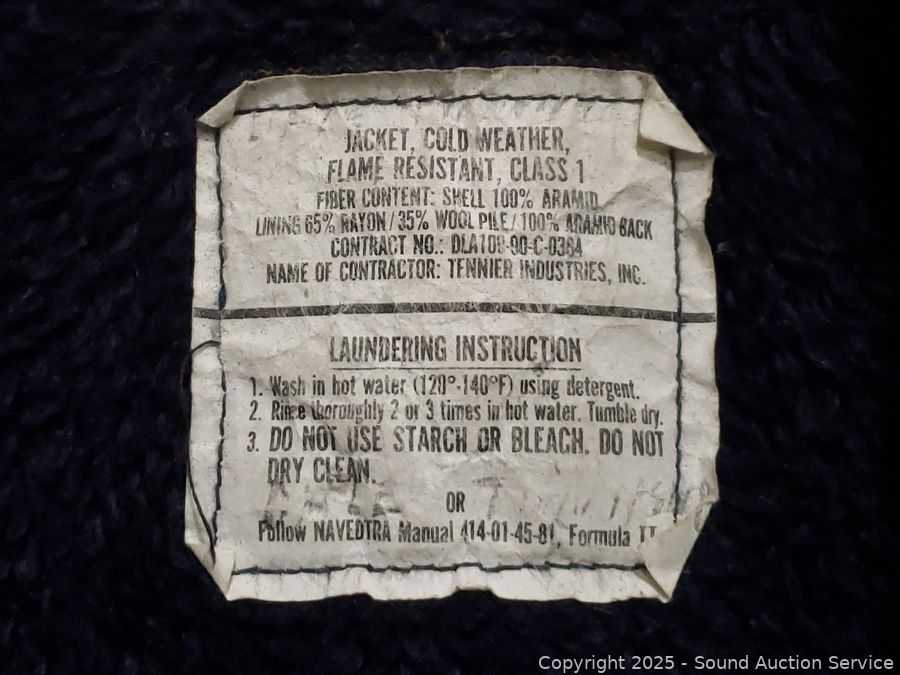 JACKET, COLD WEATHER,
FLAME RESISTANT, CLASS 1
FIBER CONTENT: SHELL 100% ARAMID
LINING 65% RAYON / 35% WOOL PILE / 100% ARAMID BACK
CONTRACT NO.:
NAME OF CONTRACTOR: TENNIER INDUSTRIES, INC.
LAUNDERING INSTRUCTION
1. Wash in hot water (120°-140°F) using detergent.
2. Rinse thoroughly 2 or 3 times in hot water. Tumble dry.
3. DO NOT USE STARCH OR BLEACH. DO NOT
DRY CLEAN.
OR
Follow NAVEDTRA Manual 414-01-45-81, Formula II
Copyright 2025 - Sound Auction Service